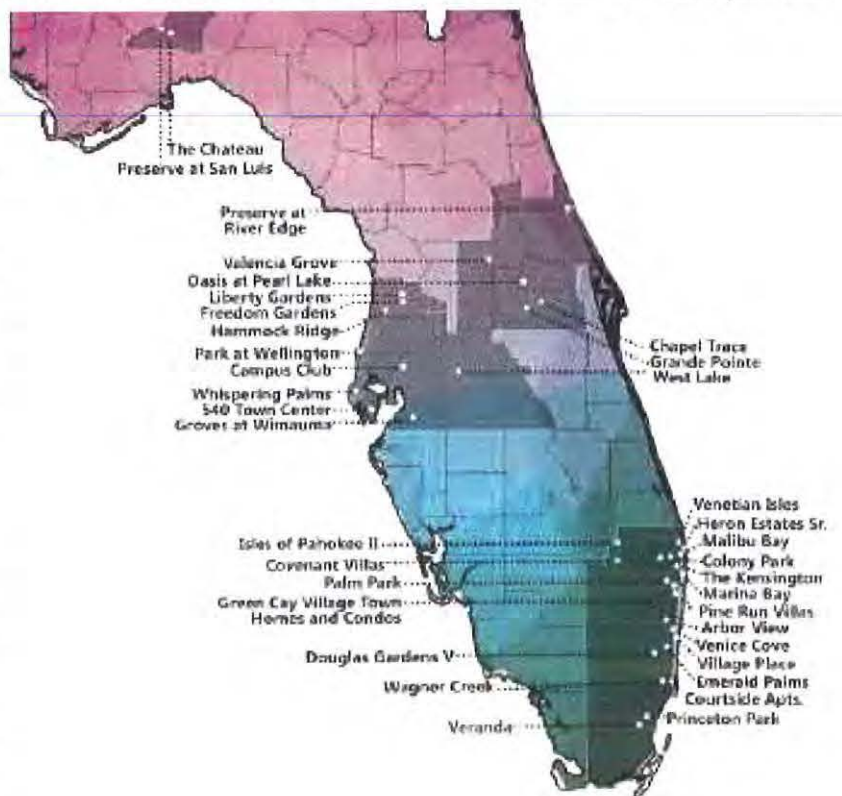 The Chateau
Preserve at San Luis
Preserve at
River Edge
Valencia Grove
Oasis at Pearl Lake
Liberty Gardens
Freedom Gardens
Hammock Ridge
Park at Wellington
Campus Club
Whispering Palms
540 Town Center
Groves at Wimauma
Chapel Trace
Grande Pointe
West Lake
Isles of Pahokee II
Covenant Villas
Palm Park
Green Cay Village Town
Homes and Condos
Douglas Gardens V
Wagner Creek
Veranda
Venetian Isles
Heron Estates Sr.
Malibu Bay
Colony Park
The Kensington
Marina Bay
Pine Run Villas
Arbor View
Venice Cove
Village Place
Emerald Palms
Courtside Apts.
Princeton Park